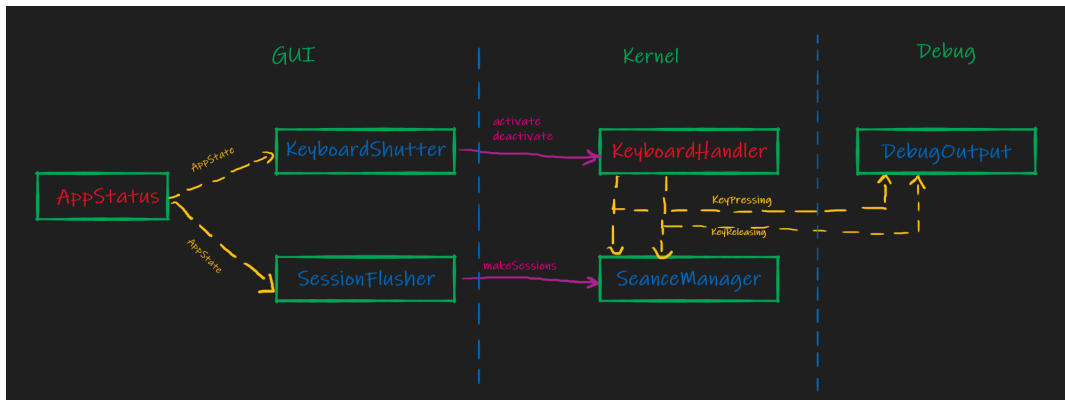 GUI
Kernel
Debug
activate
deactivate
AppState
KeyboardShutter
KeyboardHandler
DebugOutput
AppStatus
KeyPressing
KeyReleasing
AppState
makeSessions
SessionFlusher
SeanceManager